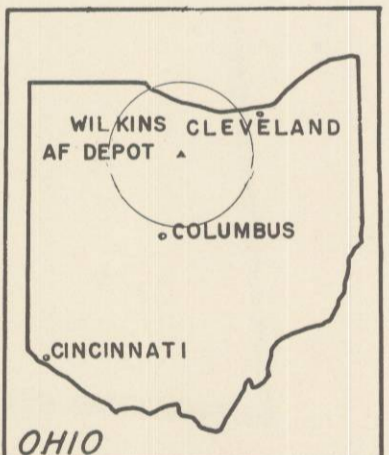 WILKINS
AF DEPOT
CLEVELAND
COLUMBUS
CINCINNATI
OHIO